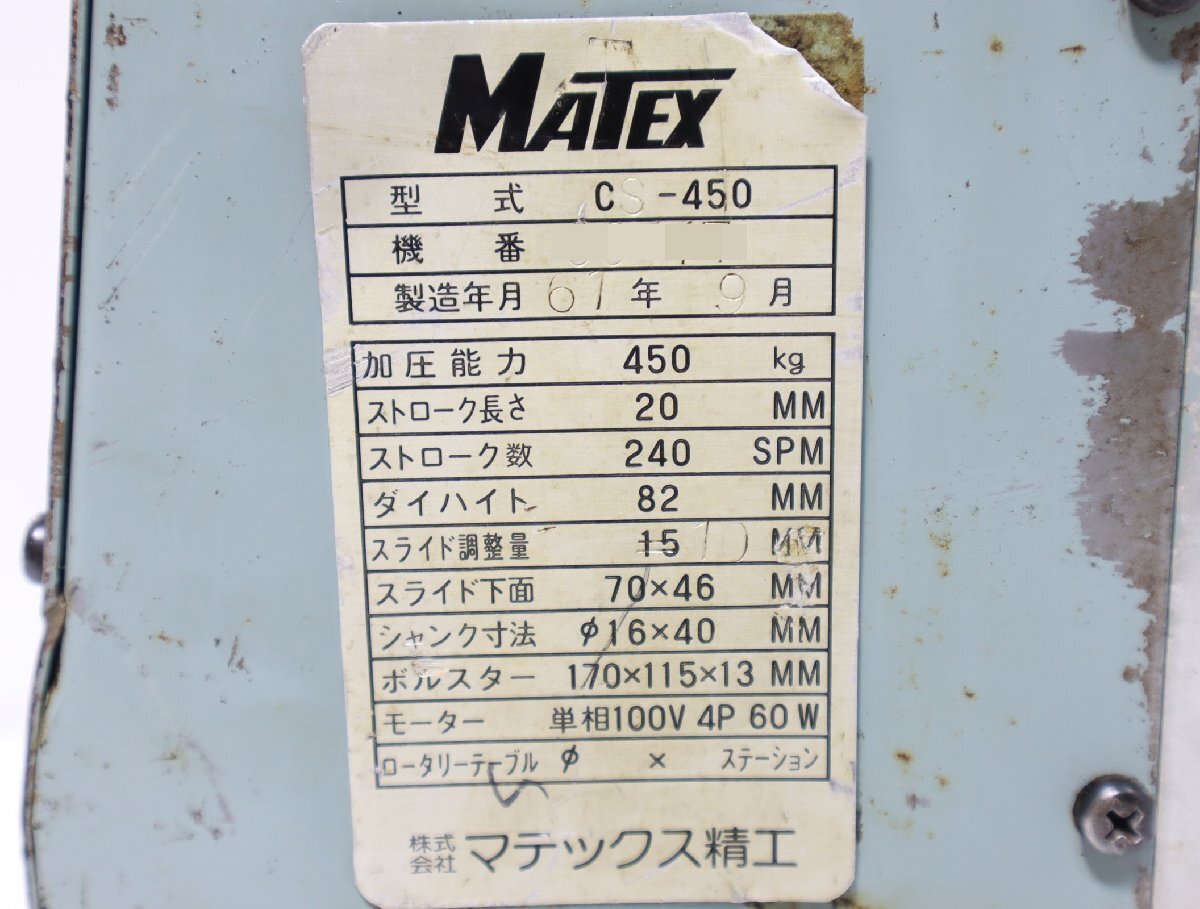 MATEX
型式 CS-450
機番
製造年月 61年 9月
加圧能力 450 kg
ストローク長さ 20 MM
ストローク数 240 SPM
ダイハイト 82 MM
スライド調整量 15 10 MM
スライド下面 70×46 MM
シャンク寸法 φ16×40 MM
ボルスター 170×115×13 MM
モーター 単相100V 4P 60W
ロータリーテーブル φ × ステーション
株式会社 マテックス精工